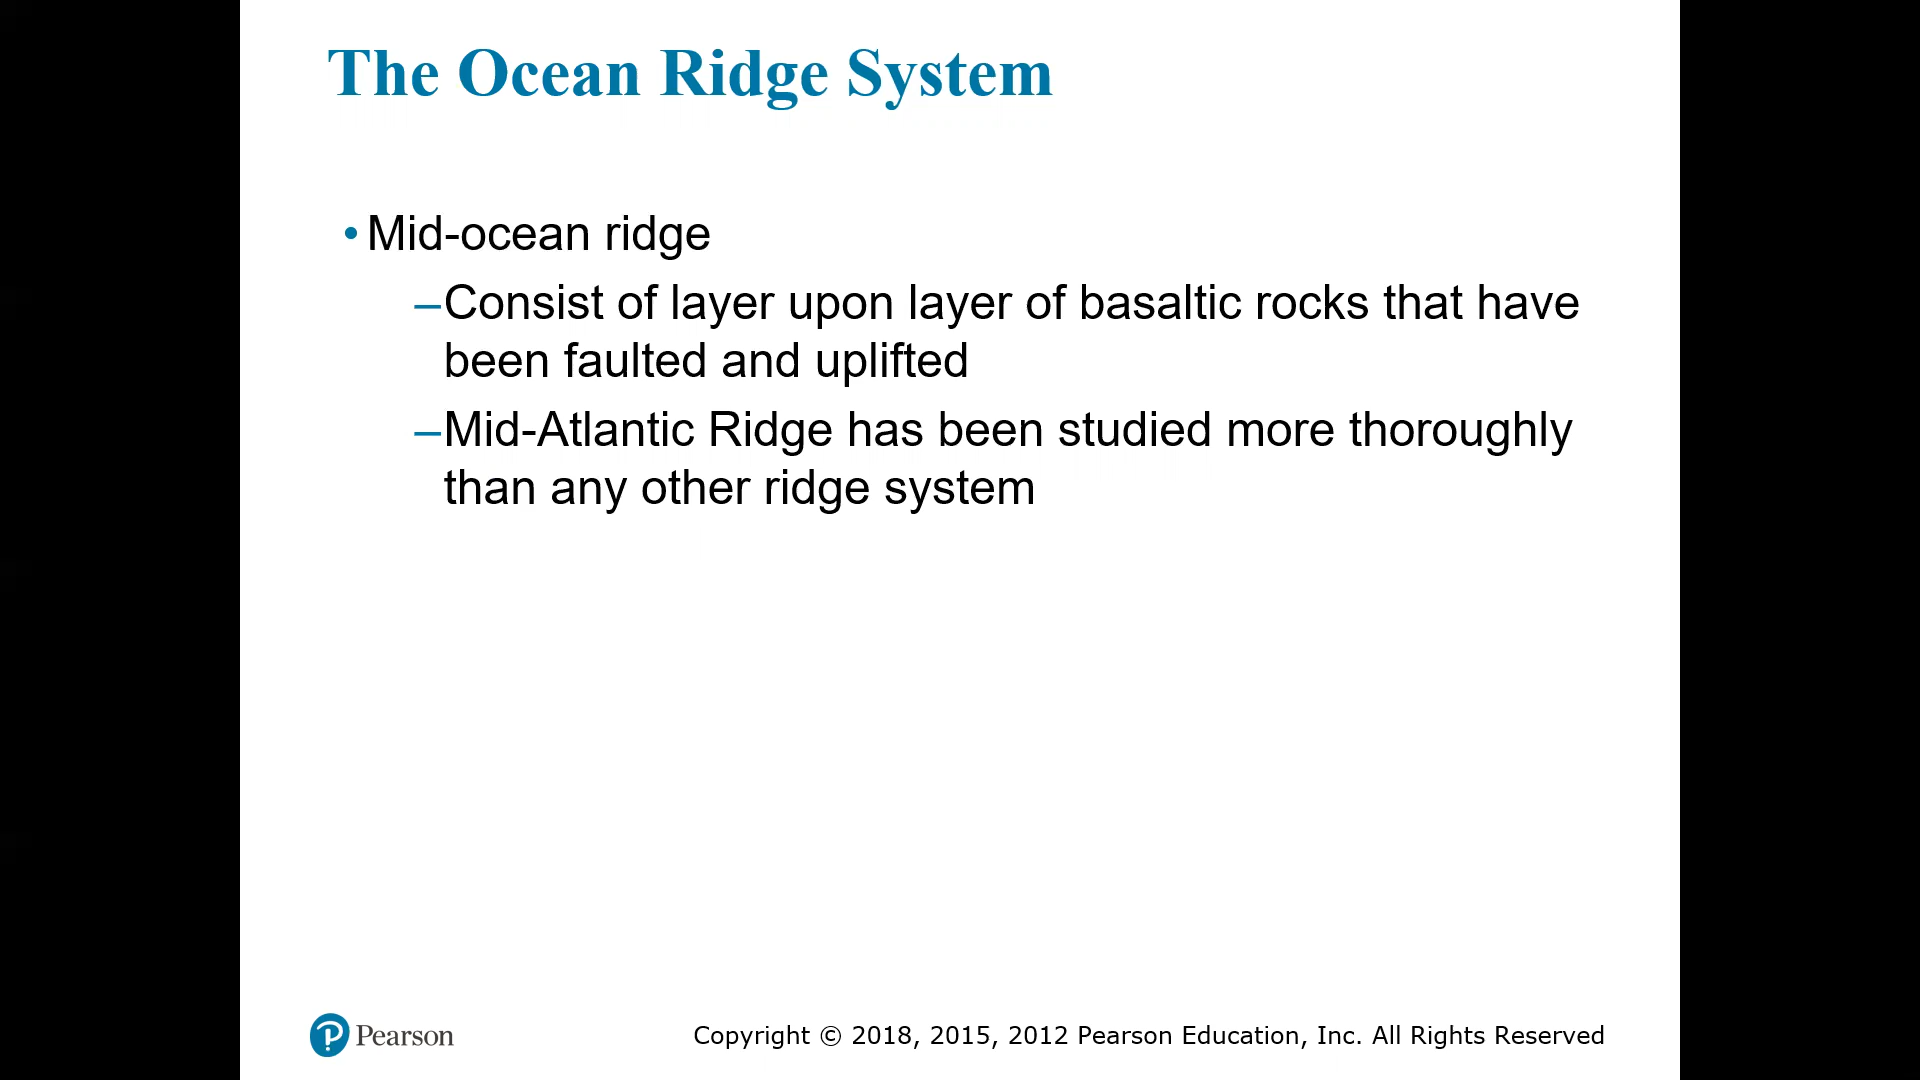 The Ocean Ridge System
• Mid-ocean ridge
–Consist of layer upon layer of basaltic rocks that have
been faulted and uplifted
–Mid-Atlantic Ridge has been studied more thoroughly
than any other ridge system
Pearson
Copyright © 2018, 2015, 2012 Pearson Education, Inc. All Rights Reserved